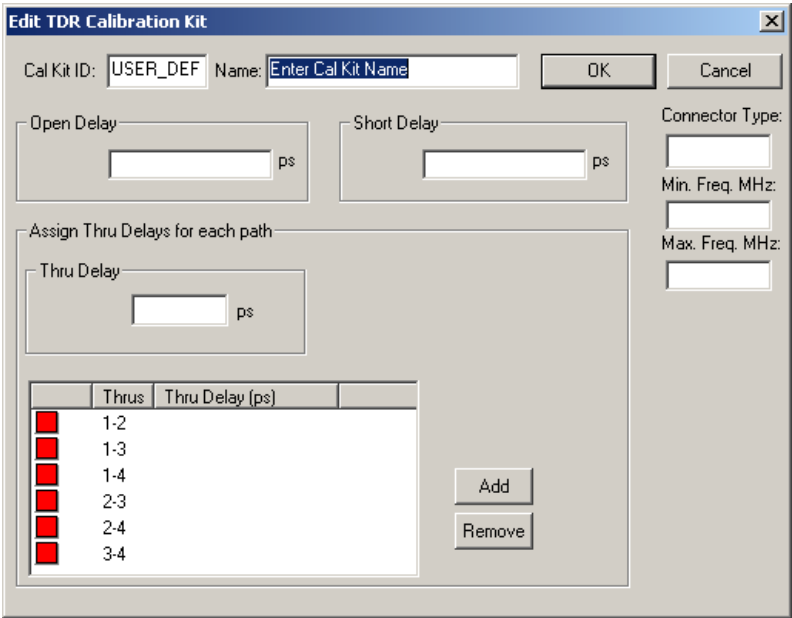 Edit TDR Calibration Kit
Cal Kit ID: USER_DEF Name: Enter Cal Kit Name OK Cancel
Open Delay
ps
Short Delay
ps
Connector Type:
Min. Freq. MHz:
Max. Freq. MHz:
Assign Thru Delays for each path
Thru Delay
ps
Thrus Thru Delay (ps)
1-2
1-3
1-4
2-3
2-4
3-4
Add
Remove